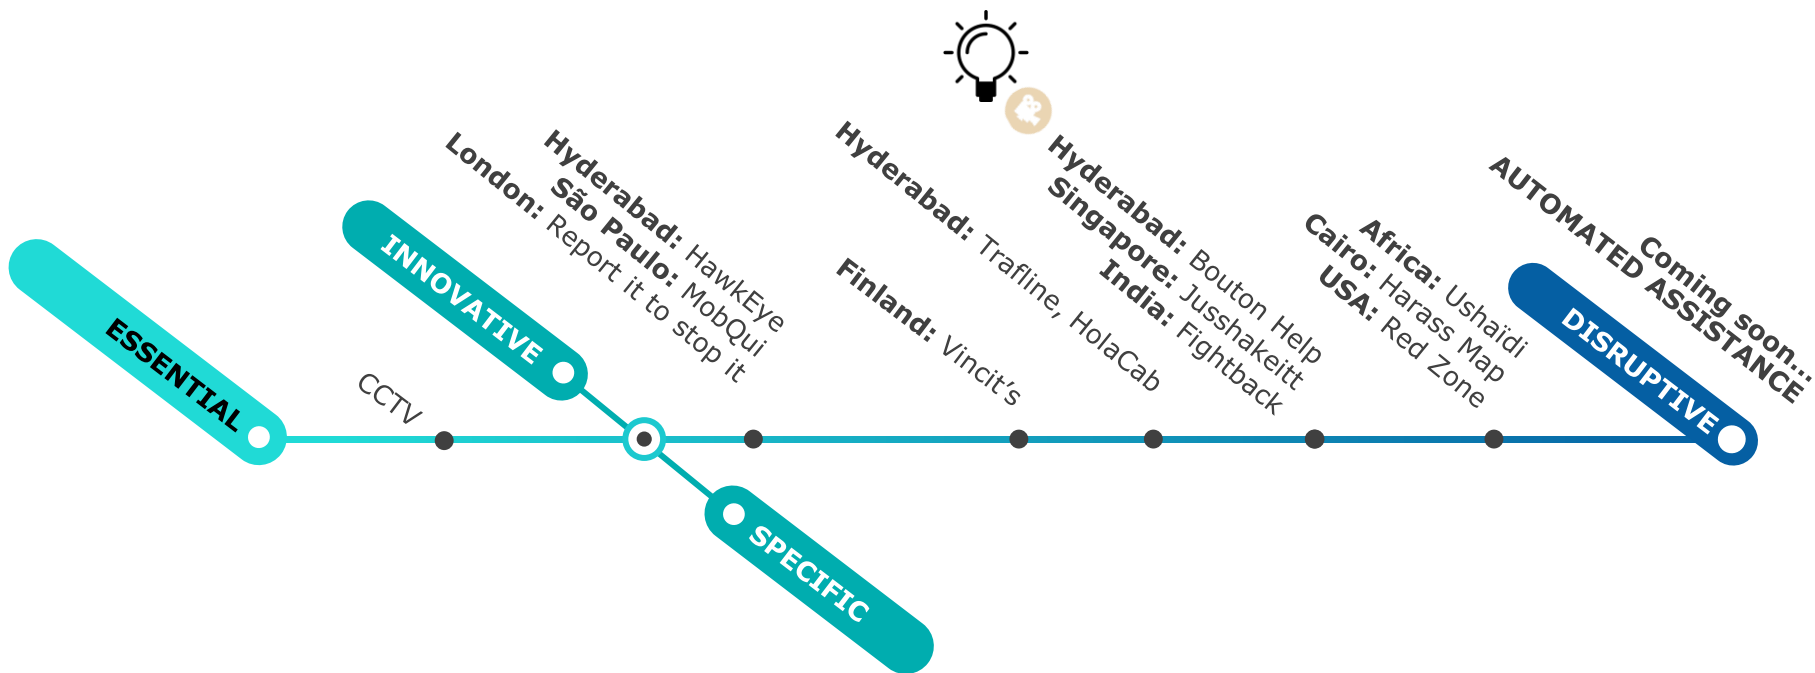 ESSENTIAL
CCTV
INNOVATIVE
SPECIFIC
Hyderabad: HawkEye
São Paulo: MobQui
London: Report it to stop it
Finland: Vincit’s
Hyderabad: Trafline, HolaCab
Hyderabad: Bouton Help
Singapore: Jusshakeitt
India: Fightback
Africa: Ushaïdi
Cairo: Harass Map
USA: Red Zone
DISRUPTIVE
Coming soon...
AUTOMATED ASSISTANCE